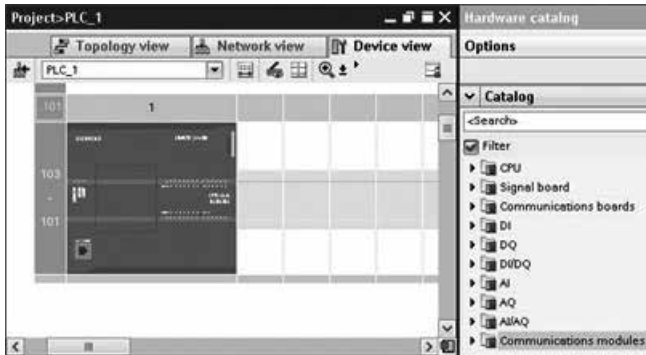 Project>PLC_1
Hardware catalog
Topology view
Network view
Device view
Options
PLC_1
Catalog
<Search>
Filter
CPU
Signal board
Communications boards
DI
DQ
DI/DQ
AI
AQ
AI/AQ
Communications modules
101
1
103
101